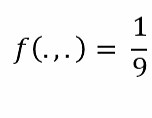 f(. , .) = 1/9